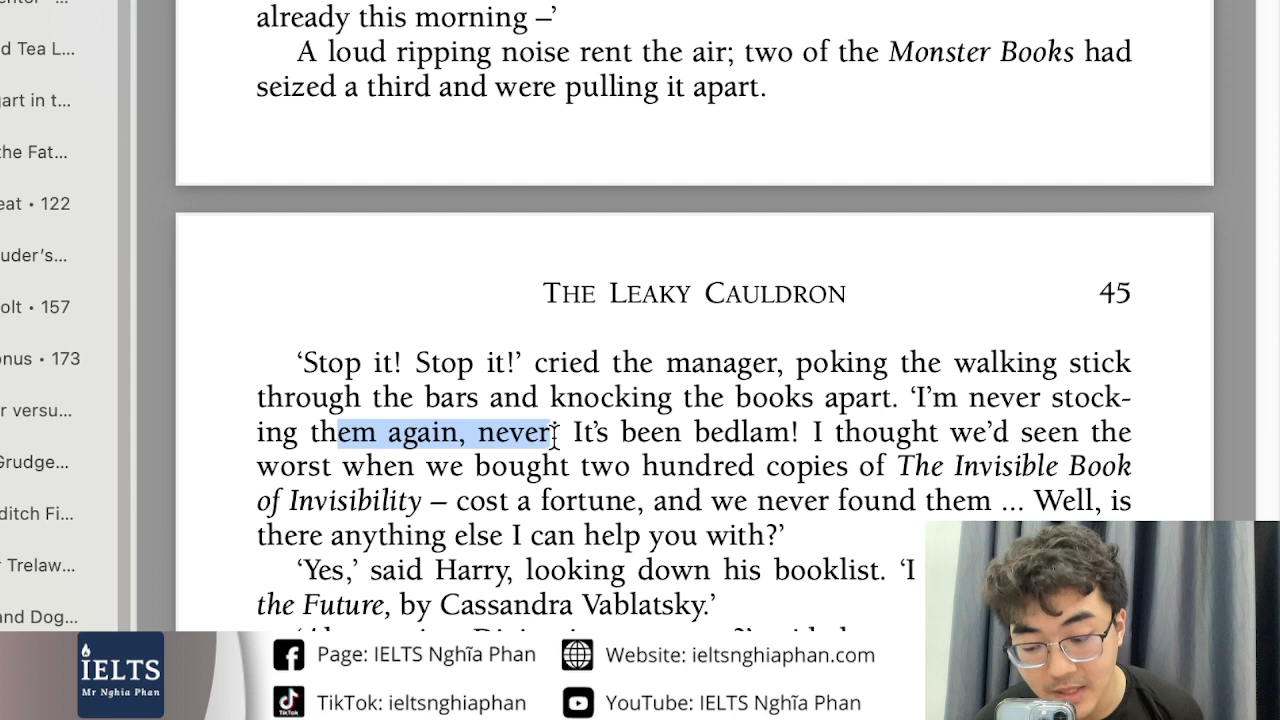 already this morning –’
A loud ripping noise rent the air; two of the Monster Books had
seized a third and were pulling it apart.
d Tea L...
gart in t...
the Fat...
eat • 122
uder’s...
olt • 157
onus • 173
r versu...
Grudge...
ditch Fi...
r Trelaw...
and Dog...
THE LEAKY CAULDRON 45
‘Stop it! Stop it!’ cried the manager, poking the walking stick
through the bars and knocking the books apart. ‘I’m never stock-
ing them again, never! It’s been bedlam! I thought we’d seen the
worst when we bought two hundred copies of The Invisible Book
of Invisibility – cost a fortune, and we never found them ... Well, is
there anything else I can help you with?’
‘Yes,’ said Harry, looking down his booklist. ‘I
the Future, by Cassandra Vablatsky.’
IELTS
Mr Nghia Phan
Page: IELTS Nghĩa Phan
Website: ieltsnghiaphan.com
TikTok
TikTok: ieltsnghiaphan
YouTube: IELTS Nghĩa Phan